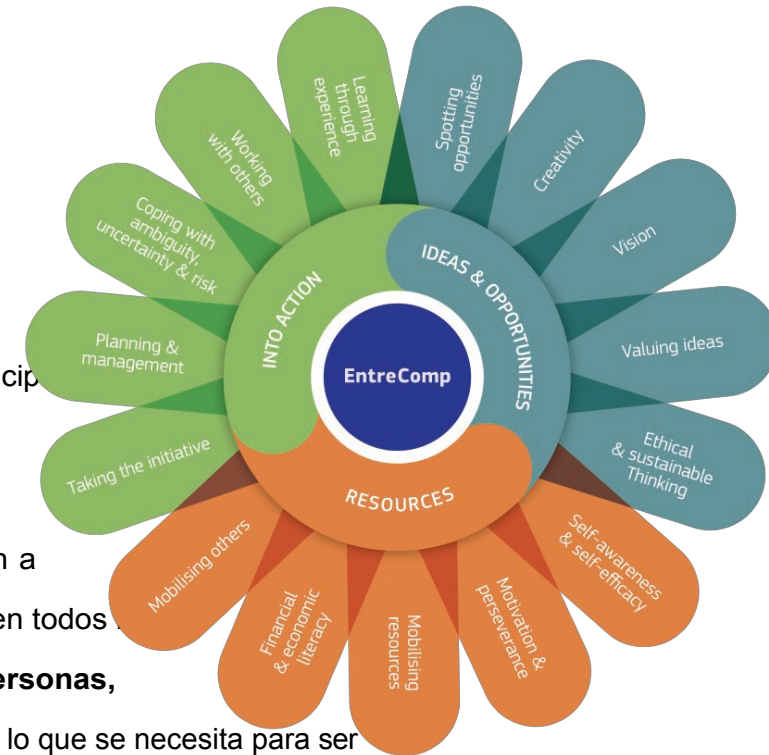 Learning
through
experience
Spotting
opportunities
Working
with others
Creativity
Coping with
ambiguity,
uncertainty & risk
Vision
INTO ACTION
IDEAS & OPPORTUNITIES
Planning &
management
EntreComp
Valuing ideas
Taking the initiative
Ethical
& sustainable
Thinking
RESOURCES
Mobilising others
Self-awareness
& self-efficacy
Financial
& economic
literacy
Mobilising
resources
Motivation &
perseverance
a
en todos
lo que se necesita para ser